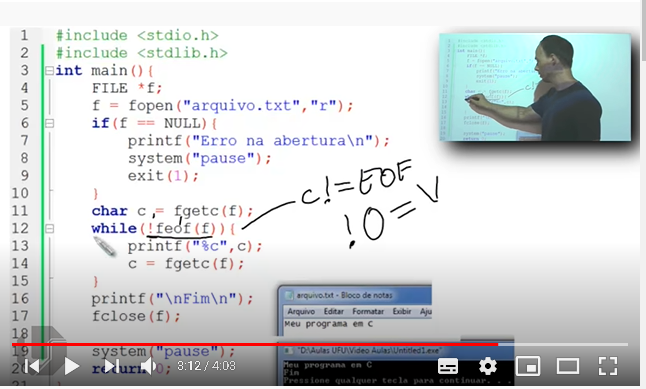 1 #include <stdio.h>
2 #include <stdlib.h>
3 int main(){
4 FILE *f;
5 f = fopen("arquivo.txt","r");
6 if(f == NULL){
7 printf("Erro na abertura\n");
8 system("pause");
9 exit(1);
10 }
11 char c = fgetc(f);
12 while(!feof(f)){
13 printf("%c",c);
14 c = fgetc(f);
15 }
16 printf("\nFim\n");
17 fclose(f);
18
19 system("pause");
20 return 0;
21 }
c != EOF
!0 = V
arquivo.txt - Bloco de notas
Arquivo Editar Formatar Exibir Aju
Meu programa em C
"D:\Aulas UFU\Video Aulas\Untitled1.exe"
Meu programa em C
Fim
Pressione qualquer tecla para continuar. . .
3:12 / 4:03